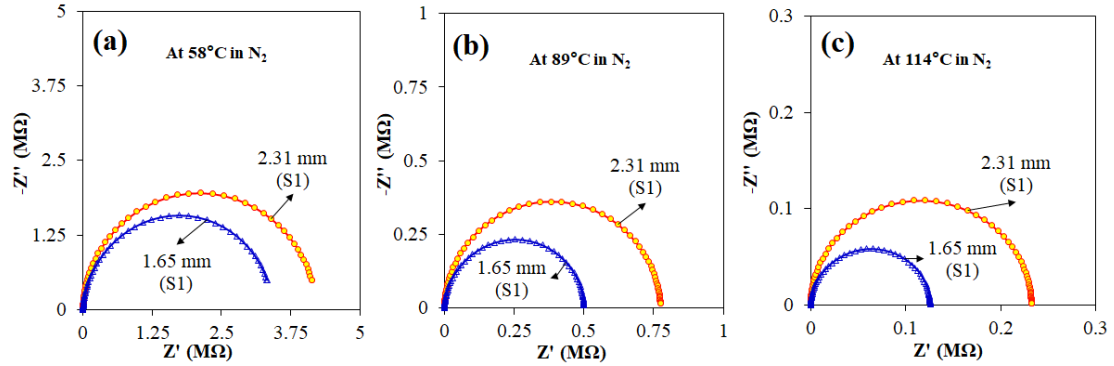 (a)
At 58°C in N₂
-Z'' (MΩ)
5
3.75
2.5
1.25
0
2.31 mm
(S1)
1.65 mm
(S1)
0
1.25
2.5
3.75
5
Z' (MΩ)
(b)
At 89°C in N₂
-Z'' (MΩ)
1
0.75
0.5
0.25
0
2.31 mm
(S1)
1.65 mm
(S1)
0
0.25
0.5
0.75
1
Z' (MΩ)
(c)
At 114°C in N₂
-Z'' (MΩ)
0.3
0.2
0.1
0
2.31 mm
(S1)
1.65 mm
(S1)
0
0.1
0.2
0.3
Z' (MΩ)